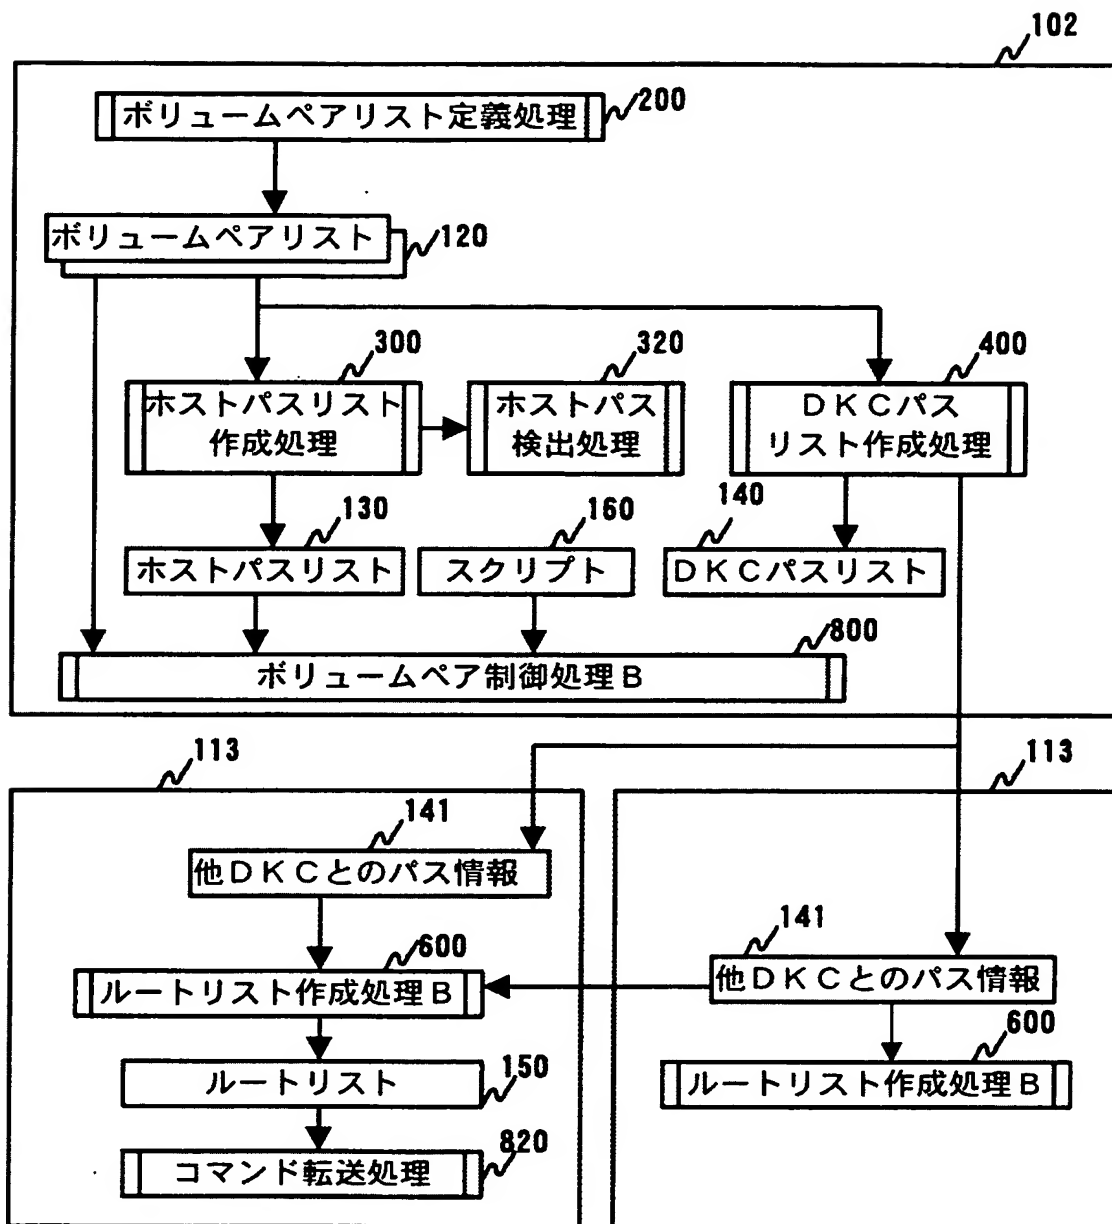 102
ボリュームペアリスト定義処理
200
ボリュームペアリスト
120
300
320
400
ホストパスリスト
作成処理
ホストパス
検出処理
DKCパス
リスト作成処理
130
160
140
ホストパスリスト
スクリプト
DKCパスリスト
800
ボリュームペア制御処理B
113
113
141
他DKCとのパス情報
141
他DKCとのパス情報
600
ルートリスト作成処理B
600
ルートリスト作成処理B
ルートリスト
150
コマンド転送処理
820